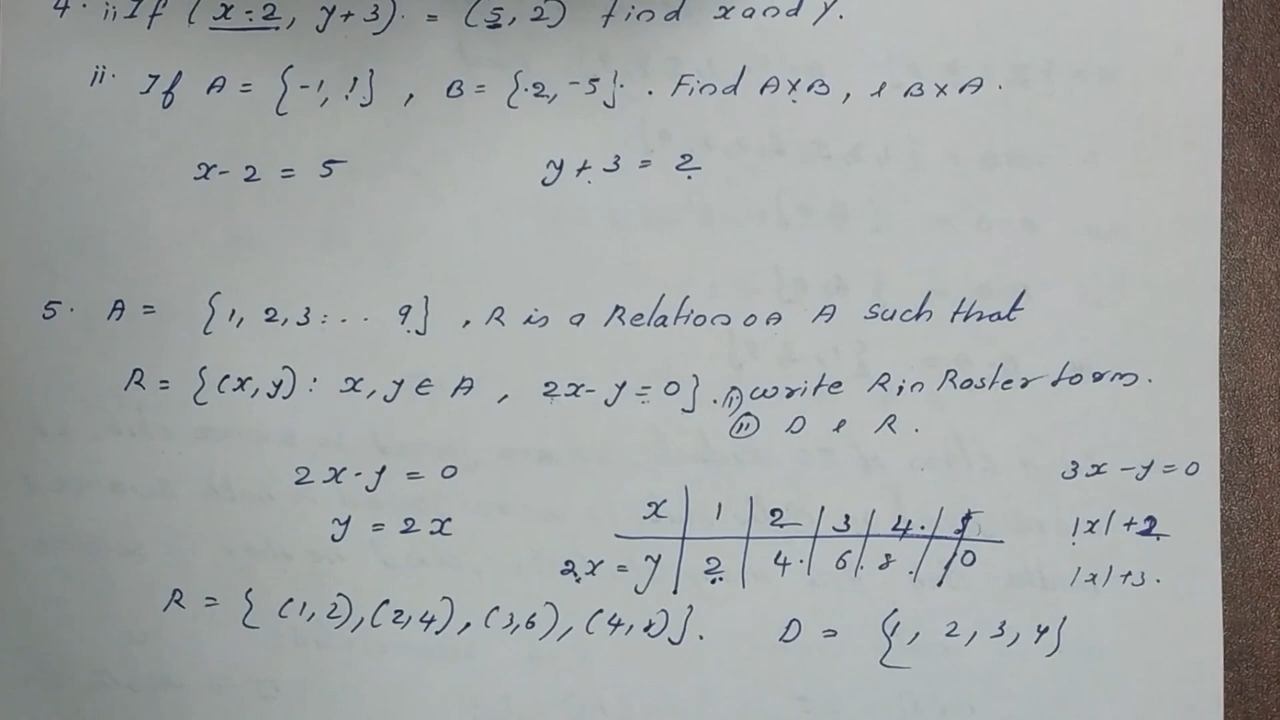 4. i) If (x-2, y+3) = (5, 2) find x and y.
ii. If A = {-1, 1}, B = {2, -5}. Find A×B, & B×A.
x-2 = 5 y+3 = 2
5. A = {1, 2, 3... 9}, R is a Relation on A such that
R = {(x, y): x, y ∈ A, 2x-y=0}. i) write R in Roster form.
ii) D & R.
2x-y = 0
y = 2x
x 1 2 3 4 5
2x = y 2 4 6 8 10
3x-y=0
|x|+2
|x|+3.
R = {(1,2),(2,4),(3,6),(4,8)}. D = {1, 2, 3, 4}